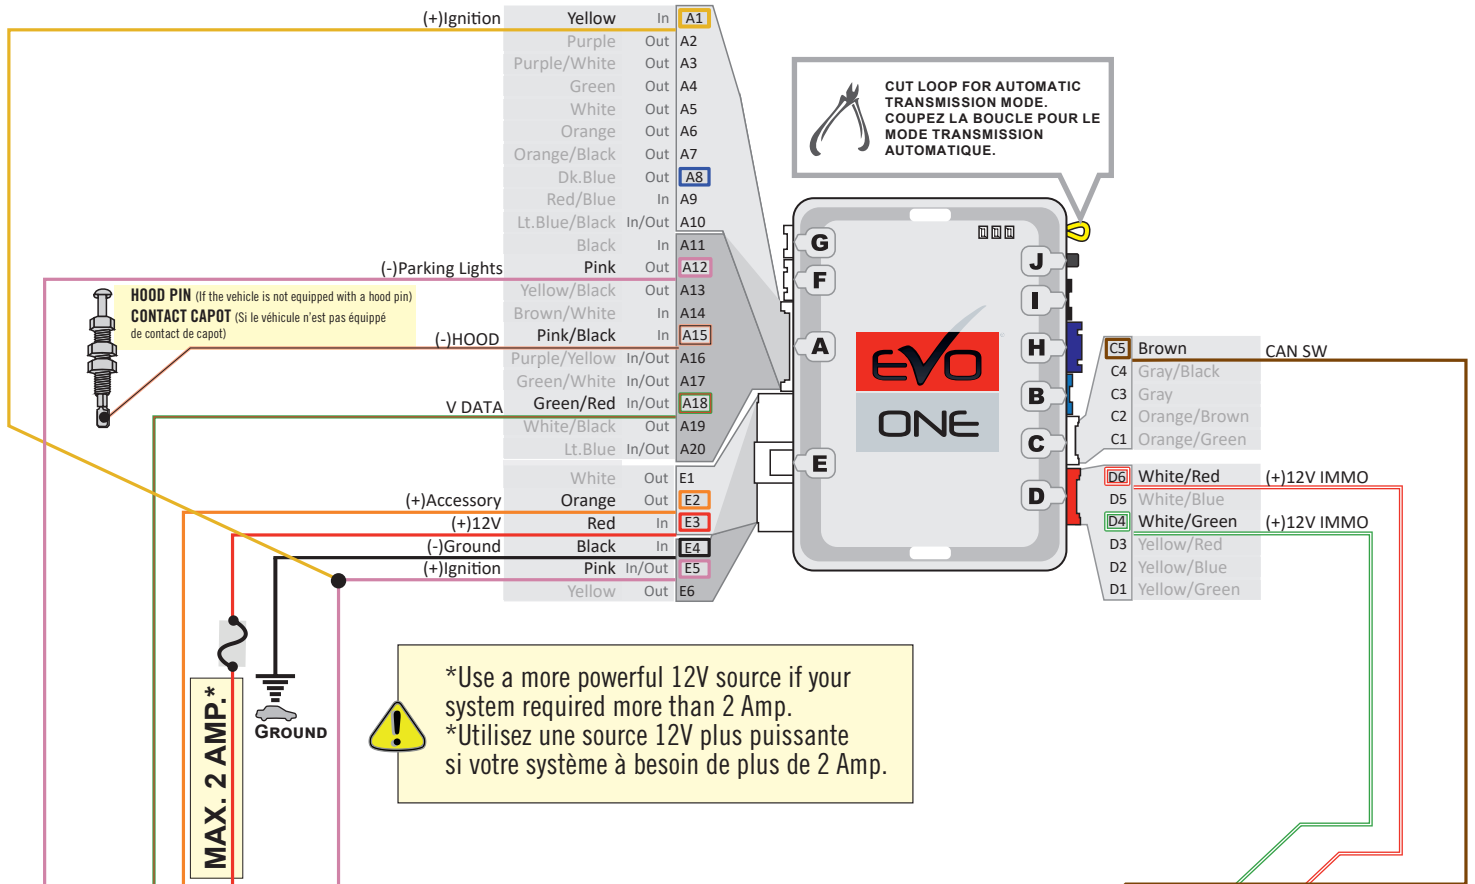 (+)Ignition Yellow In A1
Purple Out A2
Purple/White Out A3
Green Out A4
White Out A5
Orange Out A6
Orange/Black Out A7
Dk.Blue Out A8
Red/Blue In A9
Lt.Blue/Black In/Out A10
Black In A11
(-)Parking Lights Pink Out A12
Yellow/Black Out A13
Brown/White In A14
(-)HOOD Pink/Black In A15
Purple/Yellow In/Out A16
Green/White In/Out A17
V DATA Green/Red In/Out A18
White/Black Out A19
Lt.Blue In/Out A20
White Out E1
(+)Accessory Orange Out E2
(+)12V Red In E3
(-)Ground Black In E4
(+)Ignition Pink In/Out E5
Yellow Out E6
HOOD PIN (If the vehicle is not equipped with a hood pin)
CONTACT CAPOT (Si le véhicule n'est pas équippé
de contact de capot)
CUT LOOP FOR AUTOMATIC
TRANSMISSION MODE.
COUPEZ LA BOUCLE POUR LE
MODE TRANSMISSION
AUTOMATIQUE.
G
F
A
E
J
I
H
B
C
D
EVO
ONE
C5 Brown CAN SW
C4 Gray/Black
C3 Gray
C2 Orange/Brown
C1 Orange/Green
D6 White/Red (+)12V IMMO
D5 White/Blue
D4 White/Green (+)12V IMMO
D3 Yellow/Red
D2 Yellow/Blue
D1 Yellow/Green
MAX. 2 AMP.*
GROUND
*Use a more powerful 12V source if your
system required more than 2 Amp.
*Utilisez une source 12V plus puissante
si votre système à besoin de plus de 2 Amp.